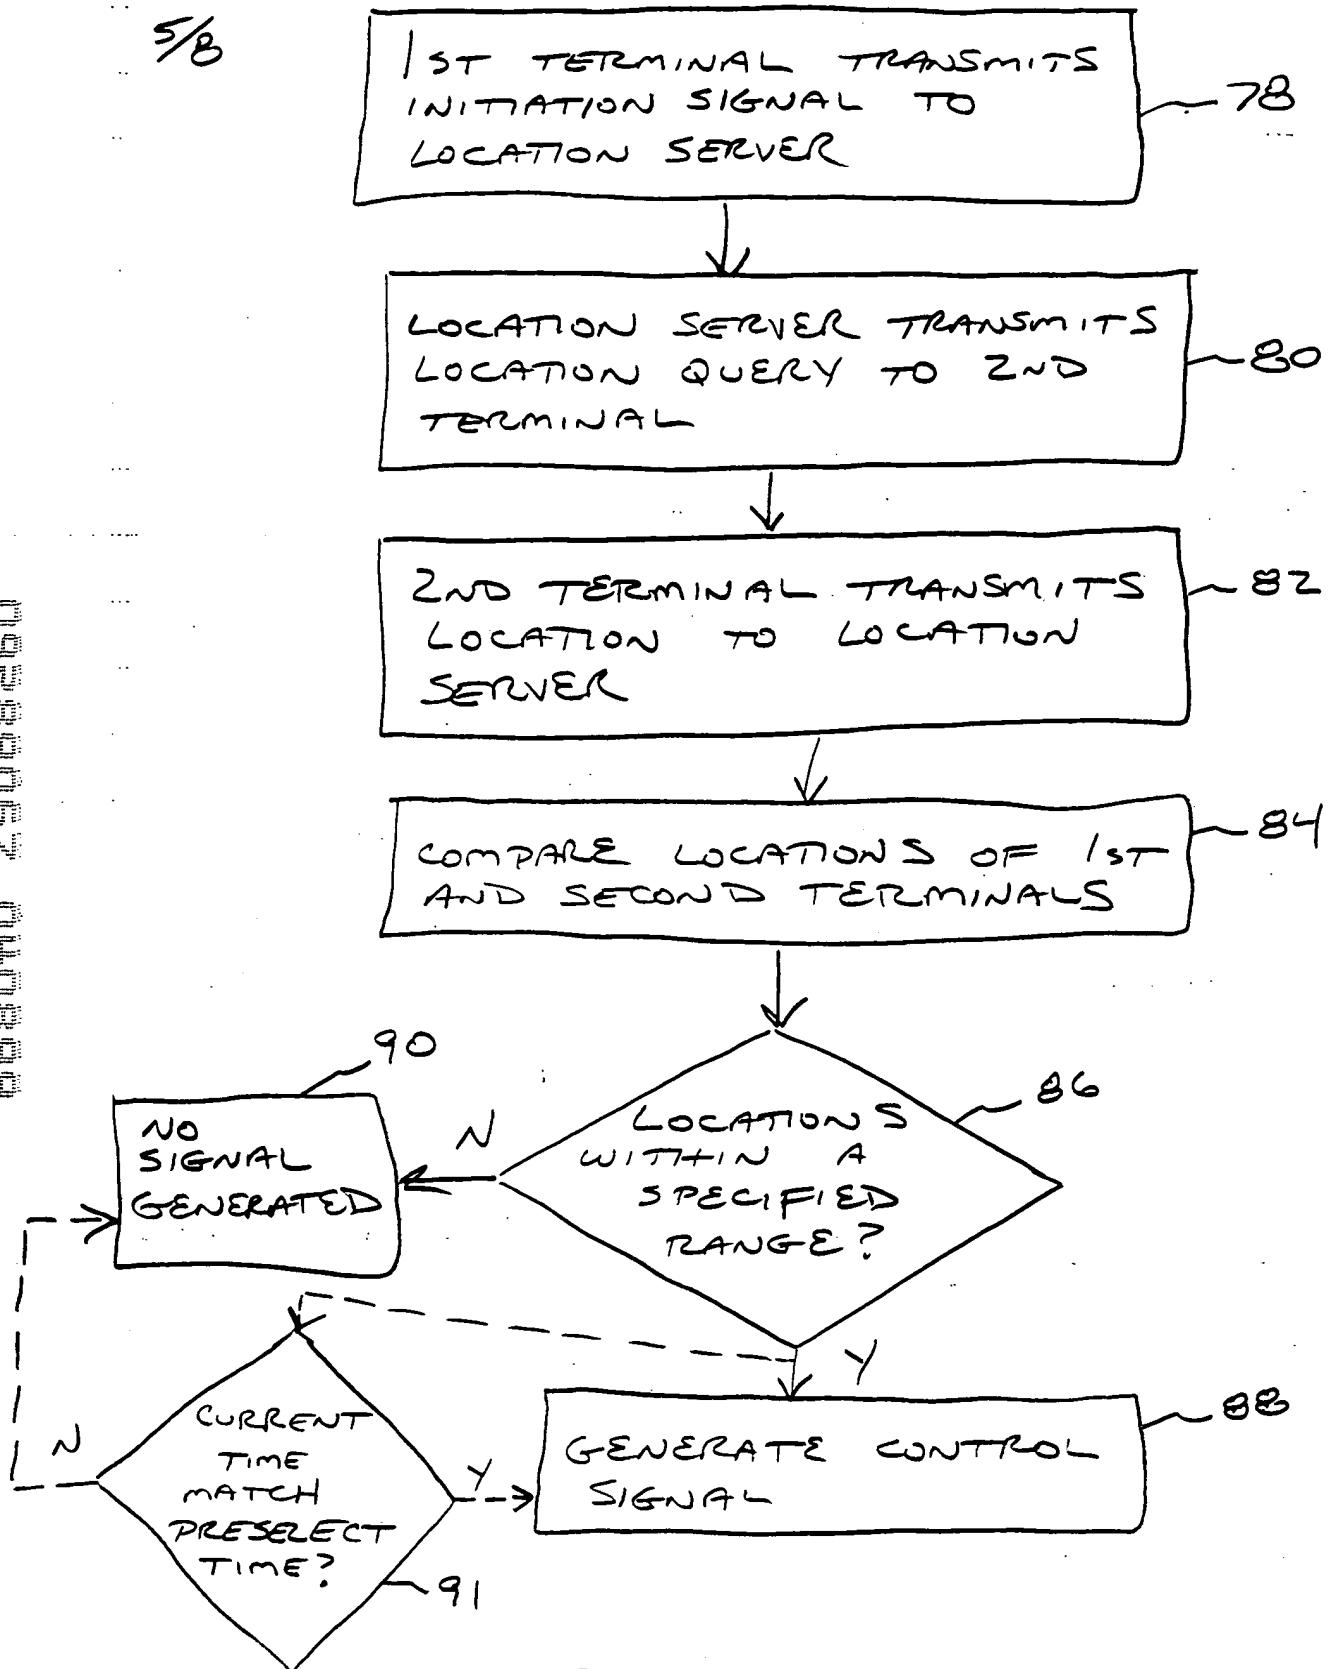 5/8
1ST TERMINAL TRANSMITS
INITIATION SIGNAL TO
LOCATION SERVER
78
LOCATION SERVER TRANSMITS
LOCATION QUERY TO 2ND
TERMINAL
80
2ND TERMINAL TRANSMITS
LOCATION TO LOCATION
SERVER
82
COMPARE LOCATIONS OF 1ST
AND SECOND TERMINALS
84
LOCATIONS
WITHIN A
SPECIFIED
RANGE?
86
N
90
NO
SIGNAL
GENERATED
Y
CURRENT
TIME
MATCH
PRESELECT
TIME?
91
N
Y
GENERATE CONTROL
SIGNAL
88